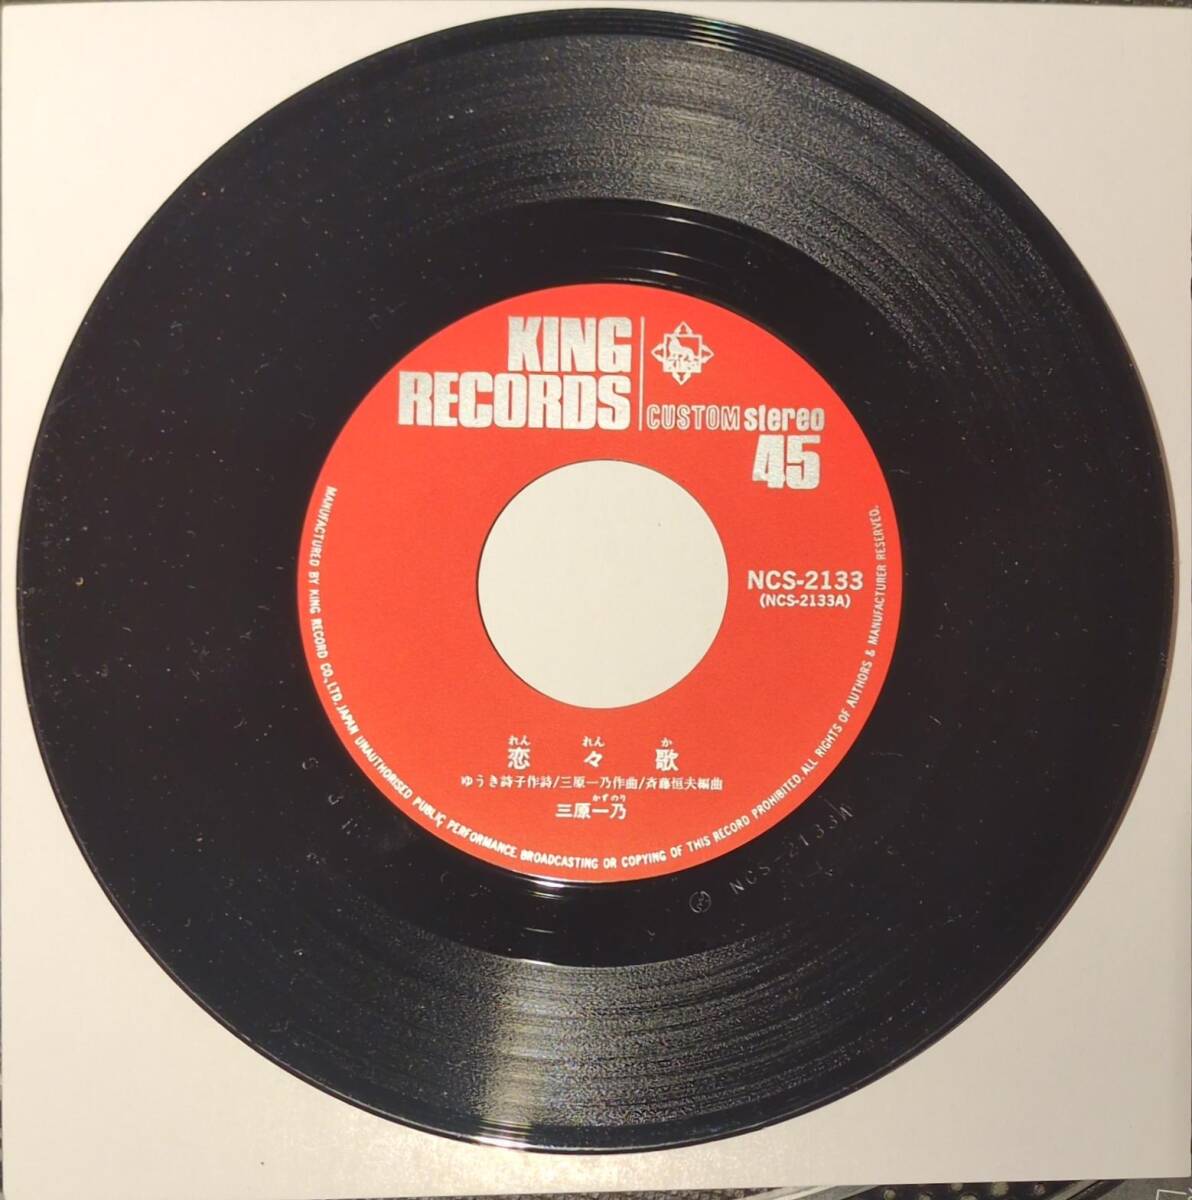 KING
RECORDS
KING
CUSTOM stereo
45
NCS-2133
(NCS-2133A)
れん れん か
恋々歌
ゆうき詩子作詩/三原一乃作曲/斉藤恒夫編曲
かずのり
三原一乃
MANUFACTURED BY KING RECORD CO., LTD. JAPAN UNAUTHORISED PUBLIC PERFORMANCE. BROADCASTING OR COPYING OF THIS RECORD PROHIBITED. ALL RIGHTS OF AUTHORS & MANUFACTURER RESERVED.
NCS-2133A